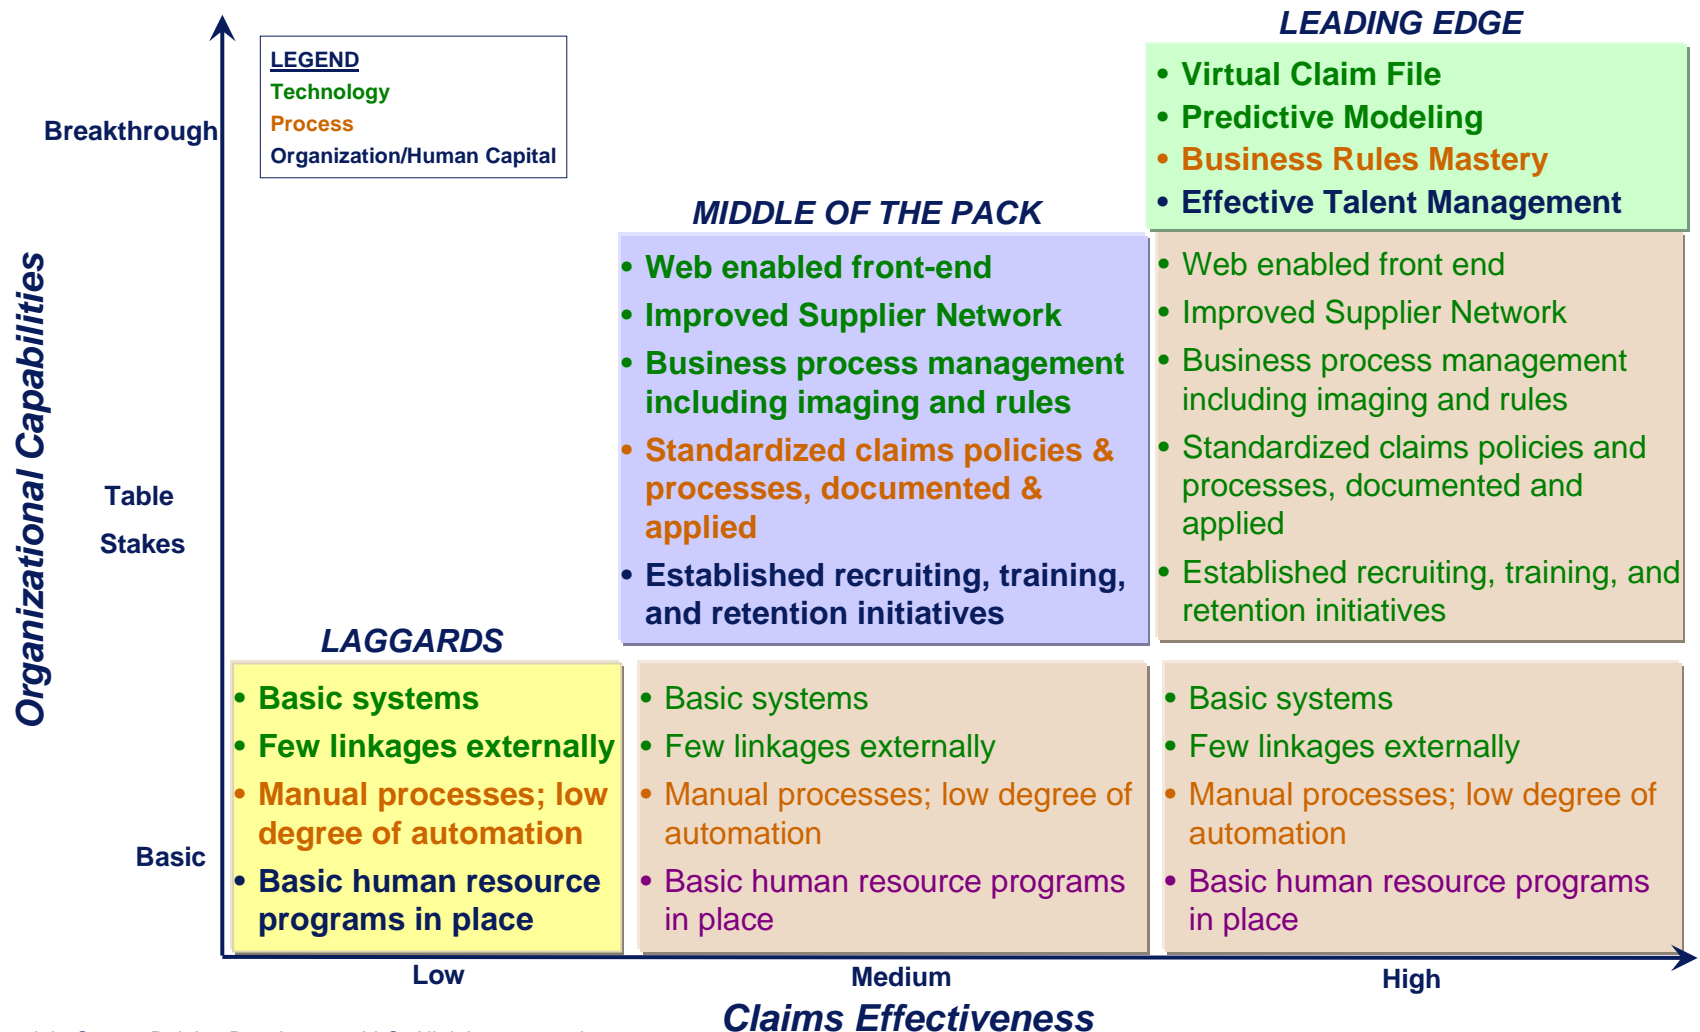 LEADING EDGE
LEGEND
Technology
Process
Organization/Human Capital
Breakthrough
• Virtual Claim File
• Predictive Modeling
• Business Rules Mastery
• Effective Talent Management
MIDDLE OF THE PACK
• Web enabled front-end
• Improved Supplier Network
• Business process management
including imaging and rules
• Standardized claims policies &
processes, documented &
applied
• Established recruiting, training,
and retention initiatives
• Web enabled front end
• Improved Supplier Network
• Business process management
including imaging and rules
• Standardized claims policies and
processes, documented and
applied
• Established recruiting, training, and
retention initiatives
Organizational Capabilities
Table
Stakes
LAGGARDS
• Basic systems
• Few linkages externally
• Manual processes; low
degree of automation
• Basic human resource
programs in place
• Basic systems
• Few linkages externally
• Manual processes; low degree of
automation
• Basic human resource programs
in place
• Basic systems
• Few linkages externally
• Manual processes; low degree of
automation
• Basic human resource programs
in place
Basic
Low
Medium
High
Claims Effectiveness